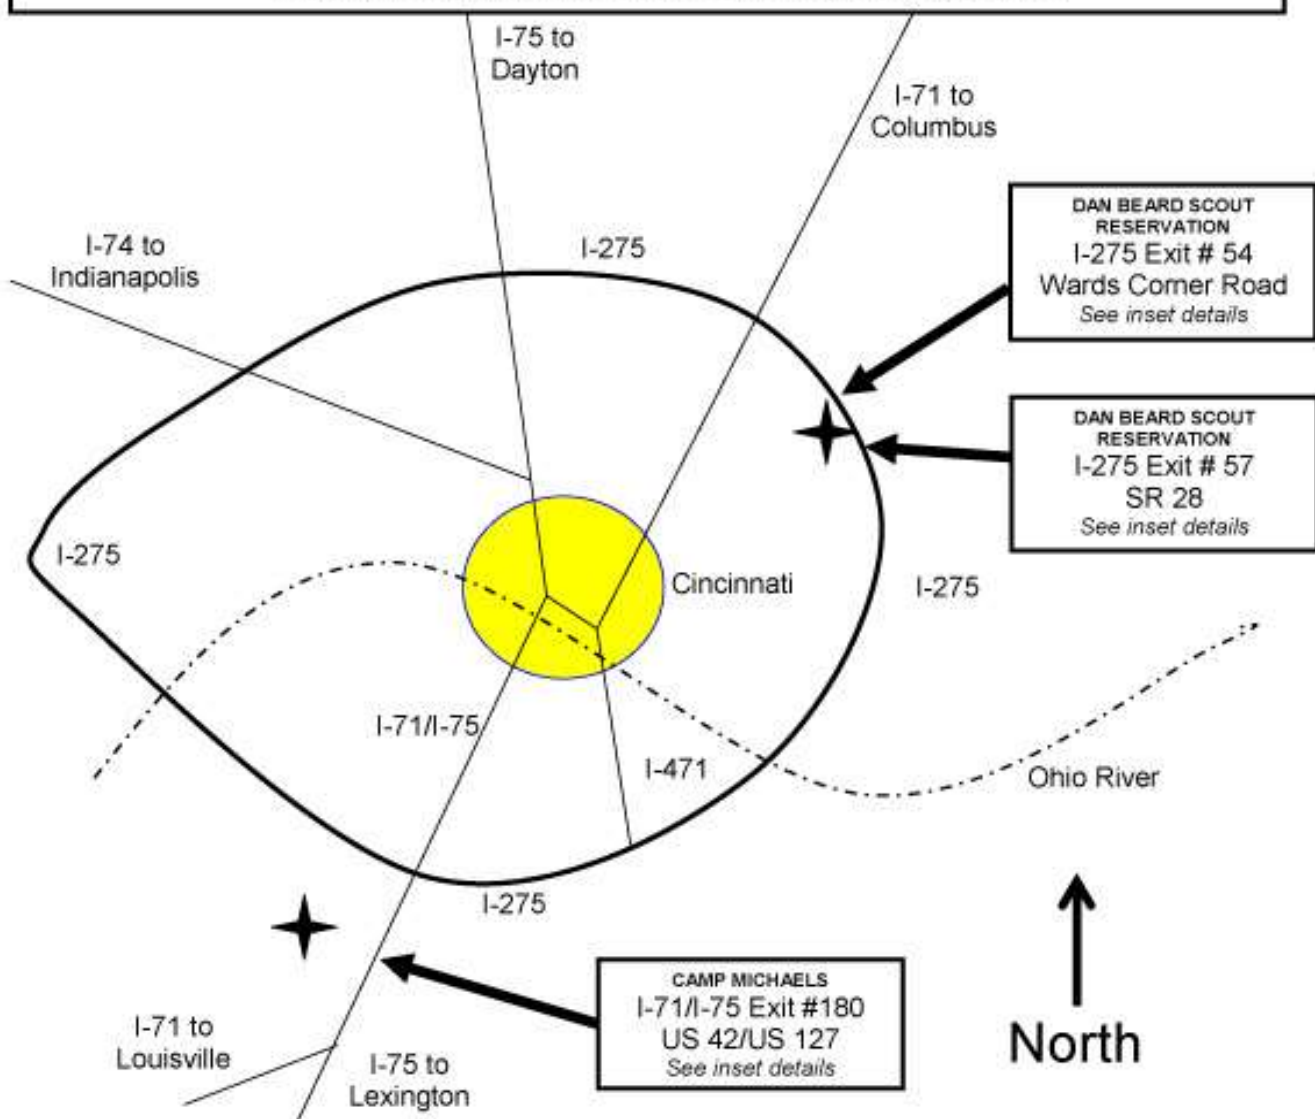 I-75 to
Dayton
I-71 to
Columbus
I-74 to
Indianapolis
I-275
DAN BEARD SCOUT
RESERVATION
I-275 Exit # 54
Wards Corner Road
See inset details
DAN BEARD SCOUT
RESERVATION
I-275 Exit # 57
SR 28
See inset details
I-275
Cincinnati
I-275
I-71/I-75
I-471
Ohio River
I-275
CAMP MICHAELS
I-71/I-75 Exit #180
US 42/US 127
See inset details
North
I-71 to
Louisville
I-75 to
Lexington